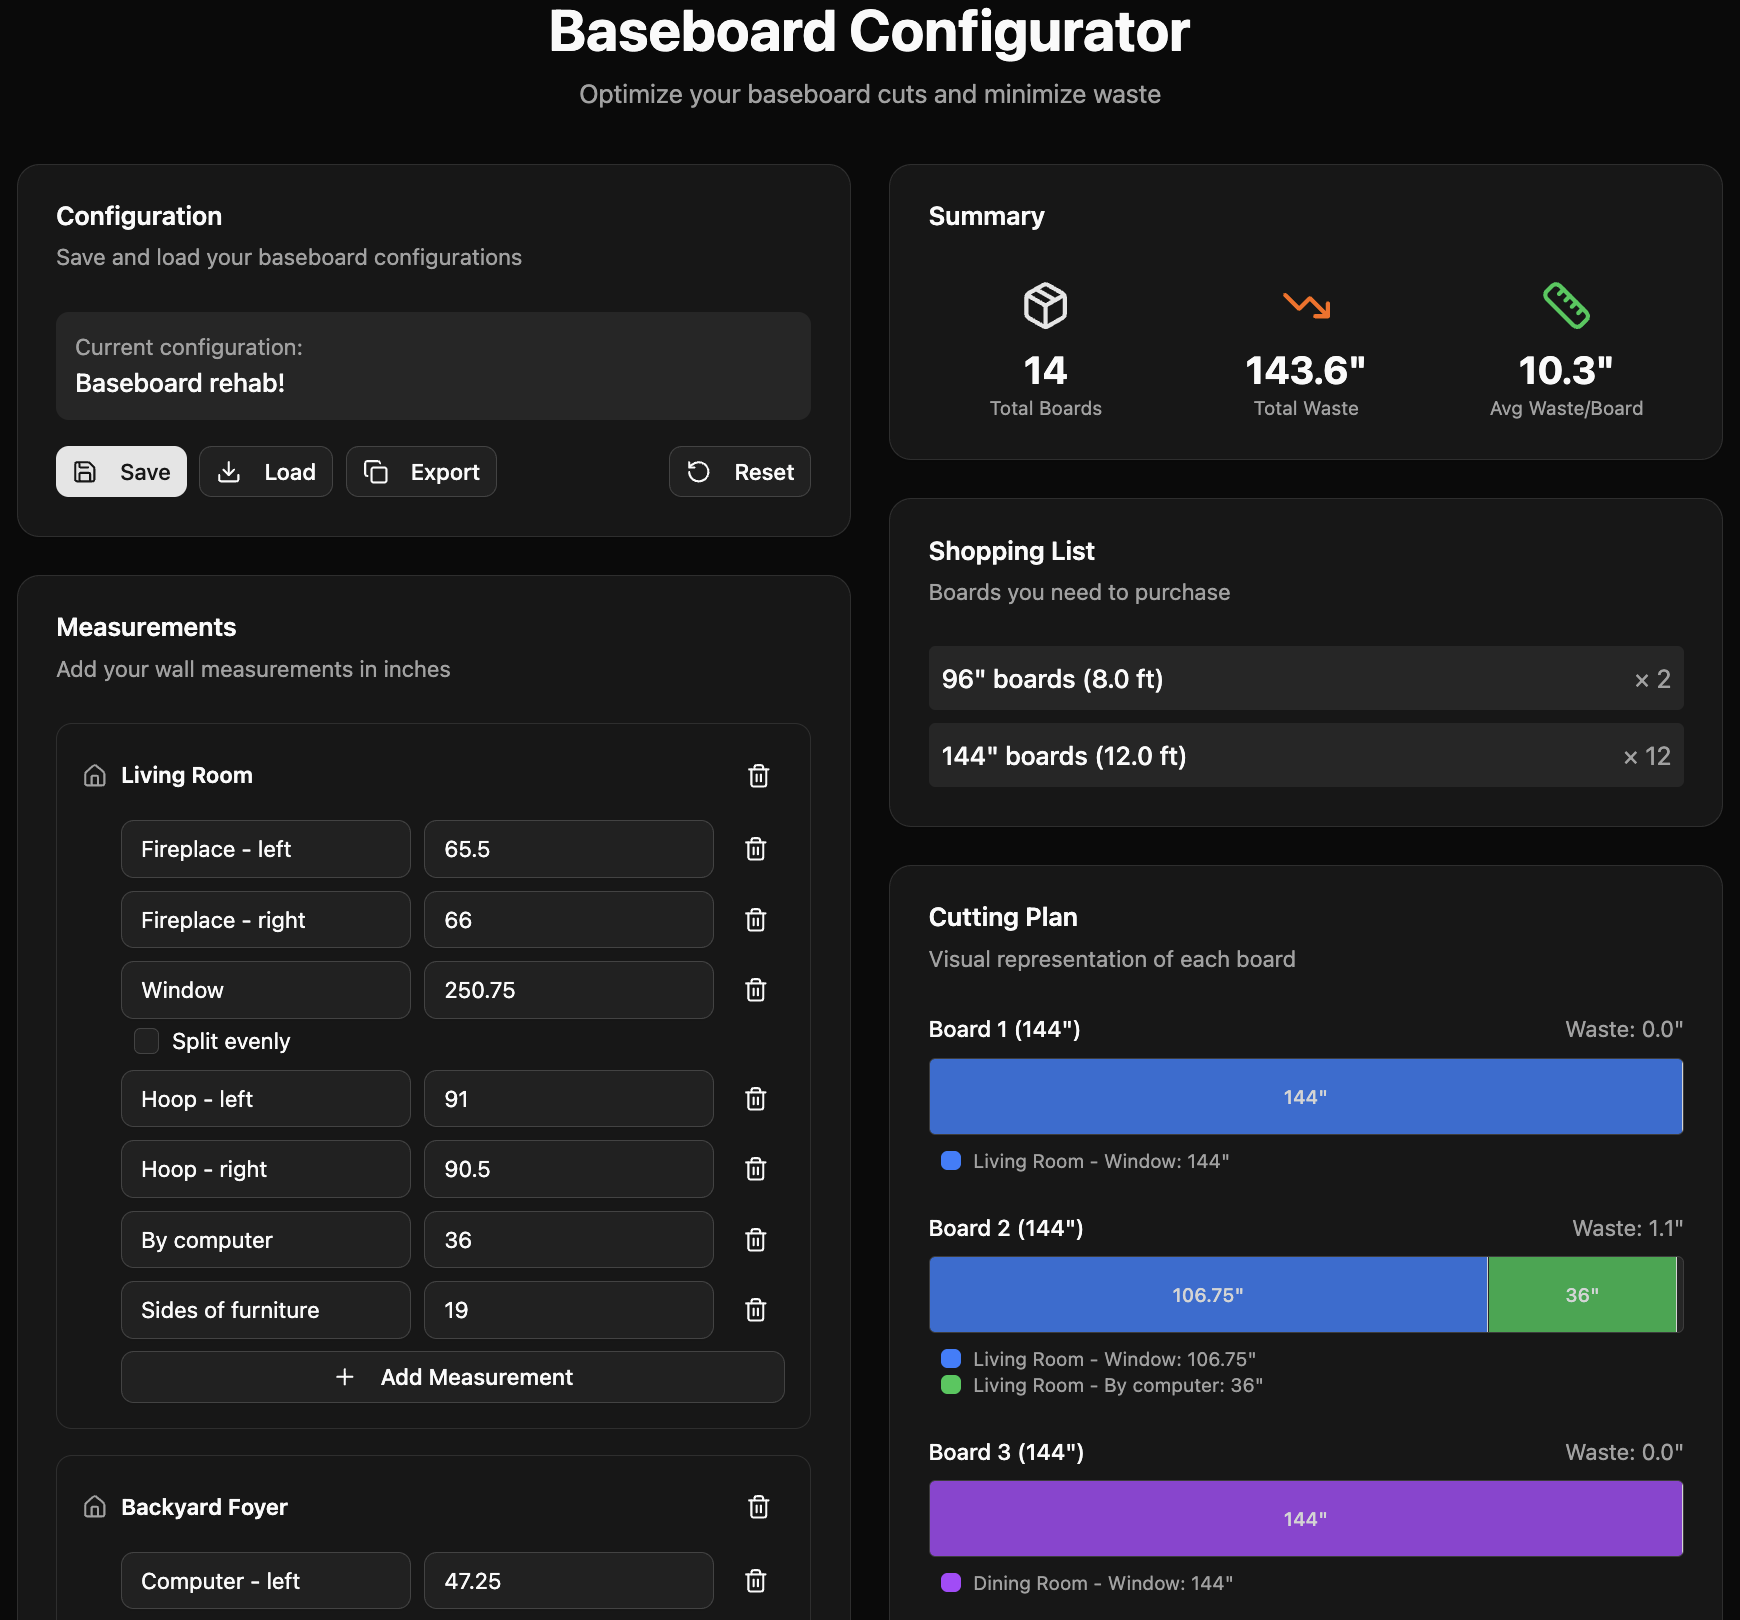 Baseboard Configurator
Optimize your baseboard cuts and minimize waste
Configuration
Save and load your baseboard configurations
Current configuration:
Baseboard rehab!
Save
Load
Export
Reset
Measurements
Add your wall measurements in inches
Living Room
Fireplace - left 65.5
Fireplace - right 66
Window 250.75
Split evenly
Hoop - left 91
Hoop - right 90.5
By computer 36
Sides of furniture 19
+ Add Measurement
Backyard Foyer
Computer - left 47.25
Summary
14 143.6" 10.3"
Total Boards Total Waste Avg Waste/Board
Shopping List
Boards you need to purchase
96" boards (8.0 ft) × 2
144" boards (12.0 ft) × 12
Cutting Plan
Visual representation of each board
Board 1 (144") Waste: 0.0"
144"
Living Room - Window: 144"
Board 2 (144") Waste: 1.1"
106.75" 36"
Living Room - Window: 106.75"
Living Room - By computer: 36"
Board 3 (144") Waste: 0.0"
144"
Dining Room - Window: 144"